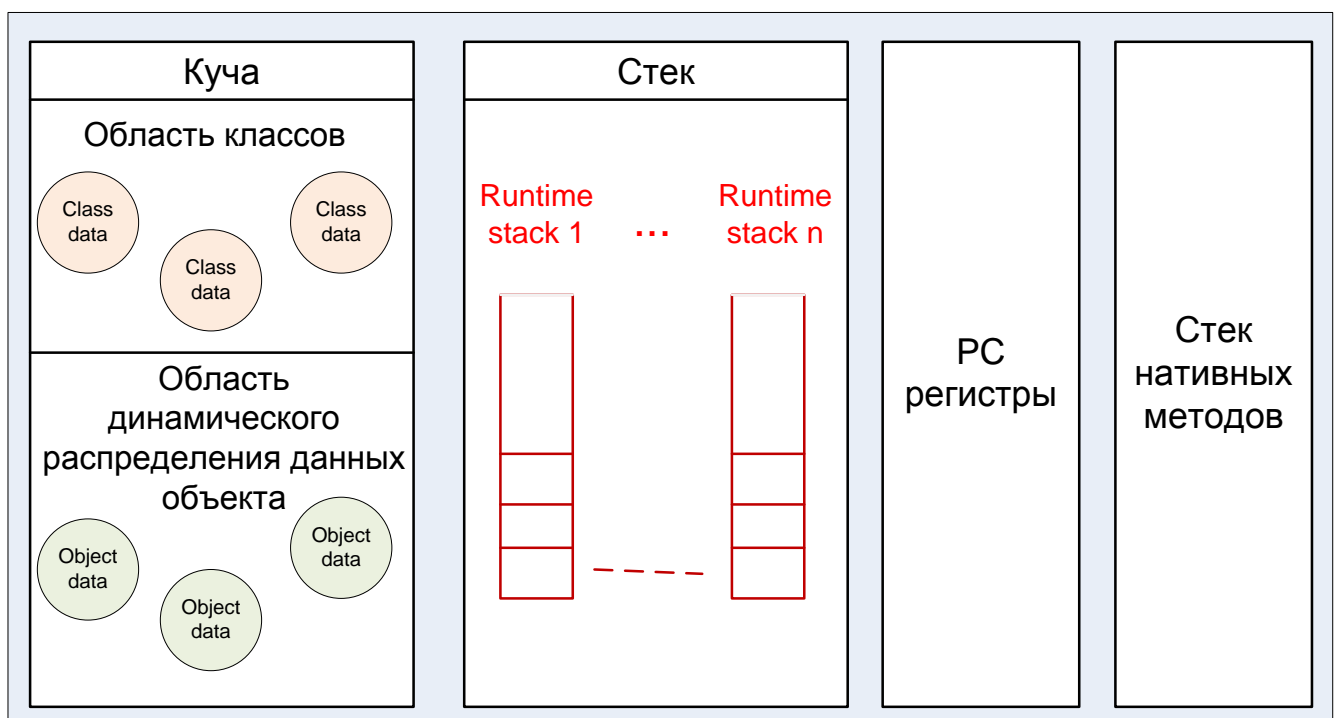 Куча
Область классов
Class
data
Class
data
Class
data
Область
динамического
распределения данных
объекта
Object
data
Object
data
Object
data
Стек
Runtime
stack 1
...
Runtime
stack n
PC
регистры
Стек
нативных
методов